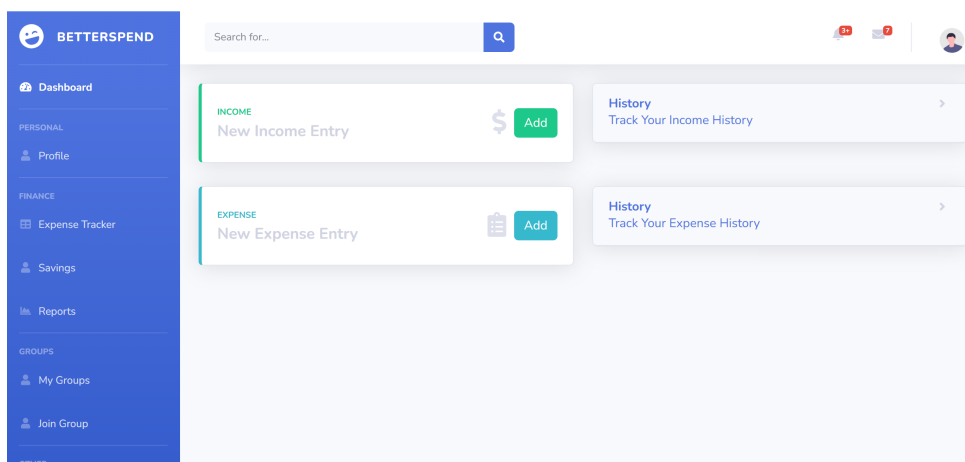 BETTERSPEND
Dashboard
PERSONAL
Profile
FINANCE
Expense Tracker
Savings
Reports
GROUPS
My Groups
Join Group
Search for...
3+
7
INCOME
New Income Entry
Add
History
Track Your Income History
EXPENSE
New Expense Entry
Add
History
Track Your Expense History